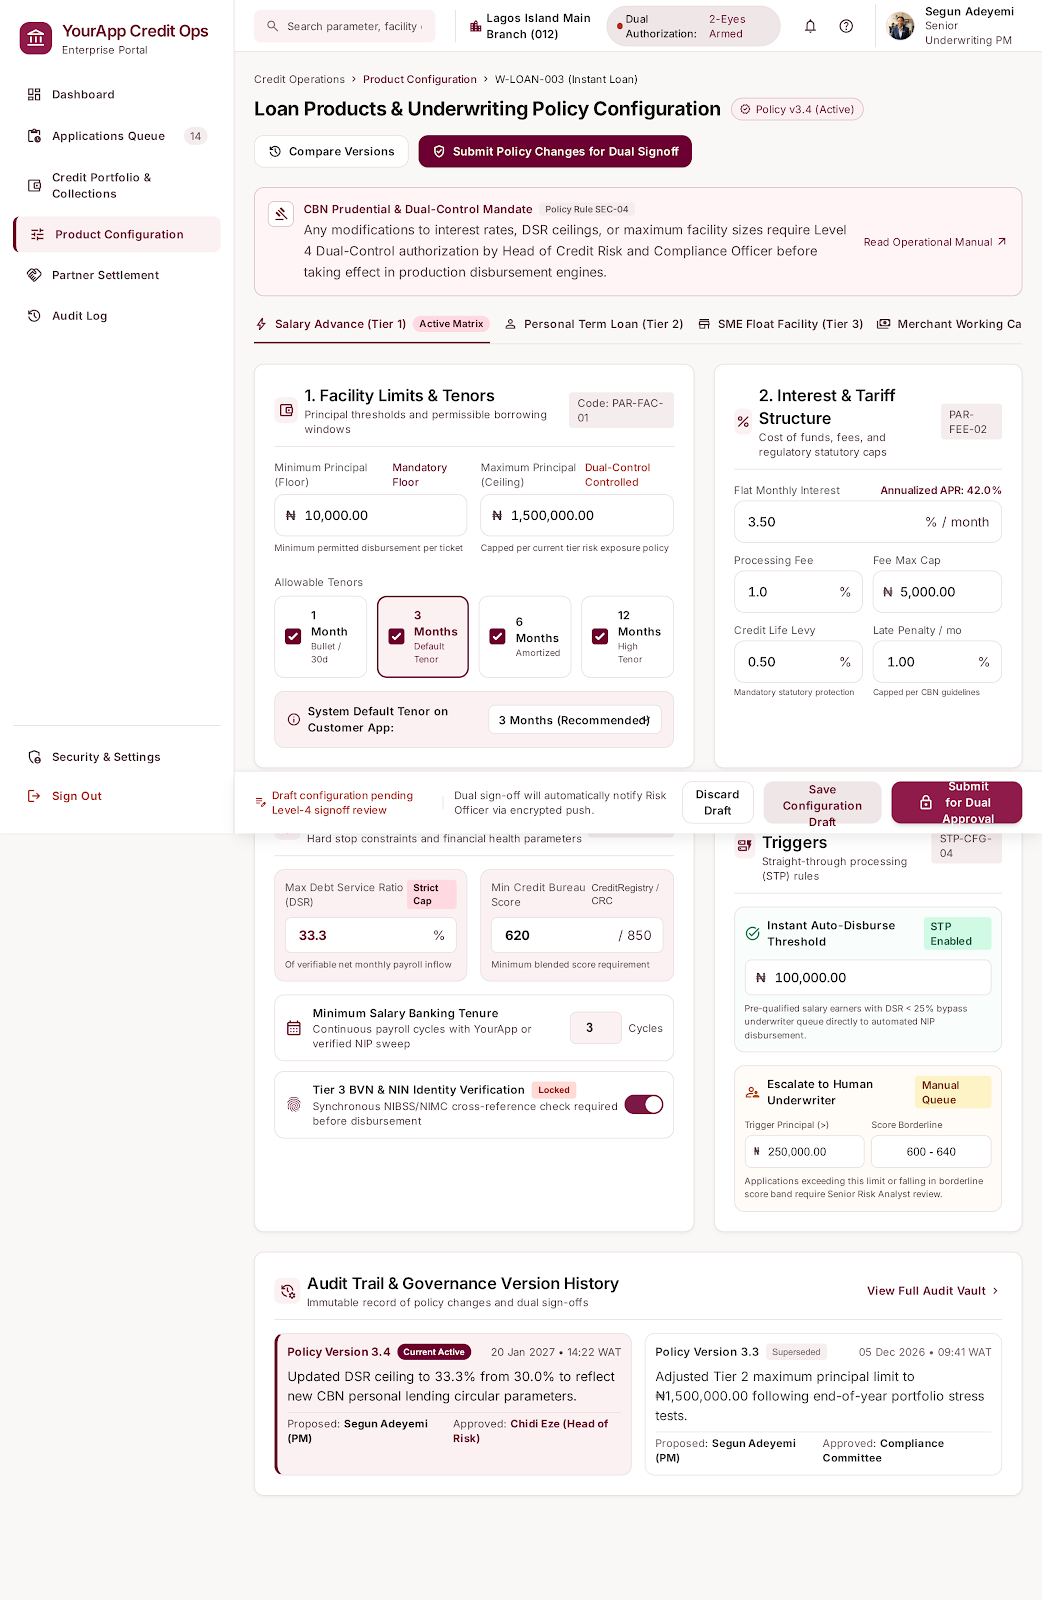 YourApp Credit Ops
Enterprise Portal
Dashboard
Applications Queue 14
Credit Portfolio &
Collections
Product Configuration
Partner Settlement
Audit Log
Security & Settings
Sign Out
Search parameter, facility
Lagos Island Main
Branch (012)
Dual
Authorization:
2-Eyes
Armed
Segun Adeyemi
Senior
Underwriting PM
Credit Operations › Product Configuration › W-LOAN-003 (Instant Loan)
Loan Products & Underwriting Policy Configuration
Policy v3.4 (Active)
Compare Versions
Submit Policy Changes for Dual Signoff
CBN Prudential & Dual-Control Mandate Policy Rule SEC-04
Any modifications to interest rates, DSR ceilings, or maximum facility sizes require Level
4 Dual-Control authorization by Head of Credit Risk and Compliance Officer before
taking effect in production disbursement engines.
Read Operational Manual
Salary Advance (Tier 1) Active Matrix
Personal Term Loan (Tier 2)
SME Float Facility (Tier 3)
Merchant Working Ca
1. Facility Limits & Tenors
Principal thresholds and permissible borrowing
windows
Code: PAR-FAC-
01
Minimum Principal
(Floor)
Mandatory
Floor
₦ 10,000.00
Minimum permitted disbursement per ticket
Maximum Principal
(Ceiling)
Dual-Control
Controlled
₦ 1,500,000.00
Capped per current tier risk exposure policy
Allowable Tenors
1
Month
Bullet /
30d
3
Months
Default
Tenor
6
Months
Amortized
12
Months
High
Tenor
System Default Tenor on
Customer App:
3 Months (Recommended)
2. Interest & Tariff
Structure
Cost of funds, fees, and
regulatory statutory caps
PAR-
FEE-02
Flat Monthly Interest
Annualized APR: 42.0%
3.50 % / month
Processing Fee
1.0 %
Fee Max Cap
₦ 5,000.00
Credit Life Levy
0.50 %
Mandatory statutory protection
Late Penalty / mo
1.00 %
Capped per CBN guidelines
Draft configuration pending
Level-4 signoff review
Dual sign-off will automatically notify Risk
Officer via encrypted push.
Discard
Draft
Save
Configuration
Draft
Submit
for Dual
Approval
Hard stop constraints and financial health parameters
Max Debt Service Ratio
(DSR)
Strict
Cap
33.3 %
Of verifiable net monthly payroll inflow
Min Credit Bureau
Score
CreditRegistry /
CRC
620 / 850
Minimum blended score requirement
Minimum Salary Banking Tenure
Continuous payroll cycles with YourApp or
verified NIP sweep
3 Cycles
Tier 3 BVN & NIN Identity Verification Locked
Synchronous NIBSS/NIMC cross-reference check required
before disbursement
Triggers
Straight-through processing
(STP) rules
STP-CFG-
04
Instant Auto-Disburse
Threshold
STP
Enabled
₦ 100,000.00
Pre-qualified salary earners with DSR < 25% bypass
underwriter queue directly to automated NIP
disbursement.
Escalate to Human
Underwriter
Manual
Queue
Trigger Principal (>)
₦ 250,000.00
Score Borderline
600 - 640
Applications exceeding this limit or falling in borderline
score band require Senior Risk Analyst review.
Audit Trail & Governance Version History
Immutable record of policy changes and dual sign-offs
View Full Audit Vault
Policy Version 3.4 Current Active 20 Jan 2027 • 14:22 WAT
Updated DSR ceiling to 33.3% from 30.0% to reflect
new CBN personal lending circular parameters.
Proposed: Segun Adeyemi
(PM)
Approved: Chidi Eze (Head of
Risk)
Policy Version 3.3 Superseded 05 Dec 2026 • 09:41 WAT
Adjusted Tier 2 maximum principal limit to
₦1,500,000.00 following end-of-year portfolio stress
tests.
Proposed: Segun Adeyemi
(PM)
Approved: Compliance
Committee